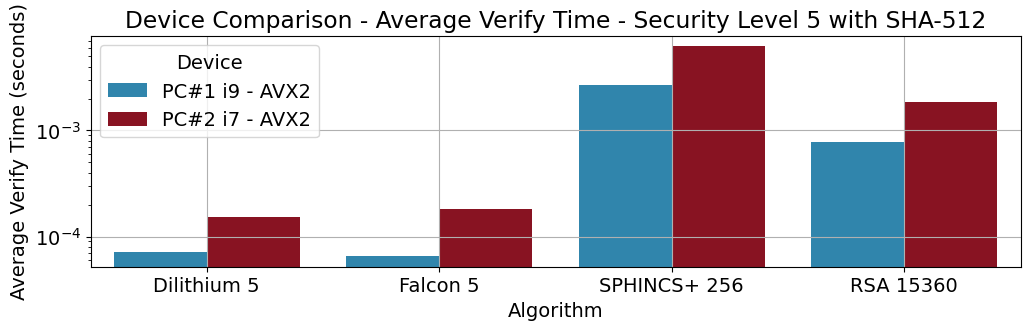 Device Comparison - Average Verify Time - Security Level 5 with SHA-512
Average Verify Time (seconds)
Device
PC#1 i9 - AVX2
PC#2 i7 - AVX2
10⁻³
10⁻⁴
Dilithium 5
Falcon 5
SPHINCS+ 256
RSA 15360
Algorithm